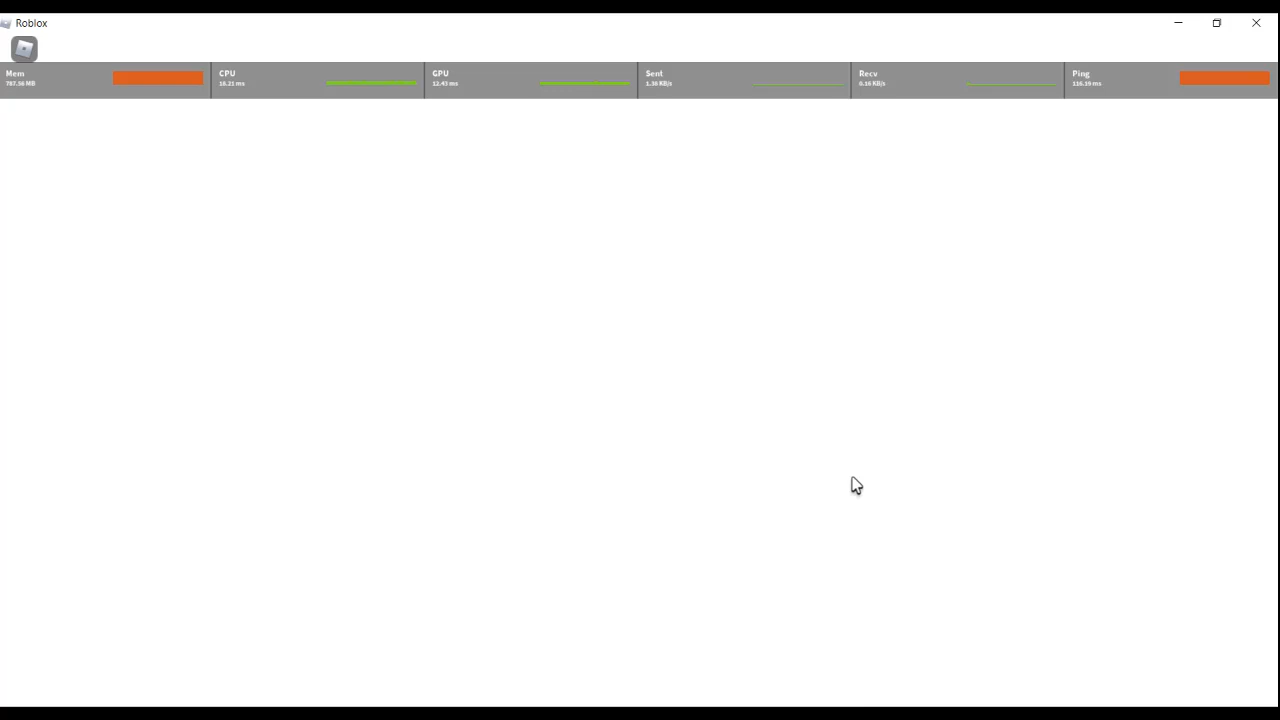 Roblox
Mem CPU GPU Sent Recv Ping
787.36 MB 16.21 ms 12.43 ms 1.38 KB/s 6.16 KB/s 116.19 ms